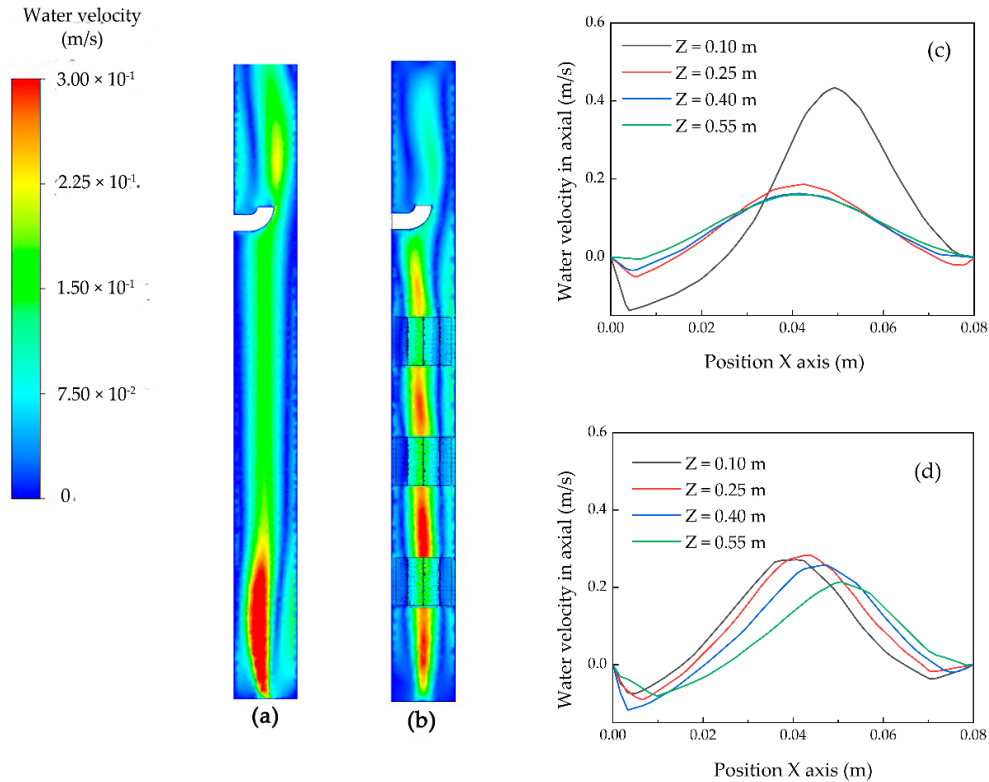 Water velocity
(m/s)
3.00 × 10⁻¹
2.25 × 10⁻¹
1.50 × 10⁻¹
7.50 × 10⁻²
0
(a)
(b)
(c)
Z = 0.10 m
Z = 0.25 m
Z = 0.40 m
Z = 0.55 m
Water velocity in axial (m/s)
0.6
0.4
0.2
0.0
0.00
0.02
0.04
0.06
0.08
Position X axis (m)
(d)
Z = 0.10 m
Z = 0.25 m
Z = 0.40 m
Z = 0.55 m
Water velocity in axial (m/s)
0.6
0.4
0.2
0.0
0.00
0.02
0.04
0.06
0.08
Position X axis (m)